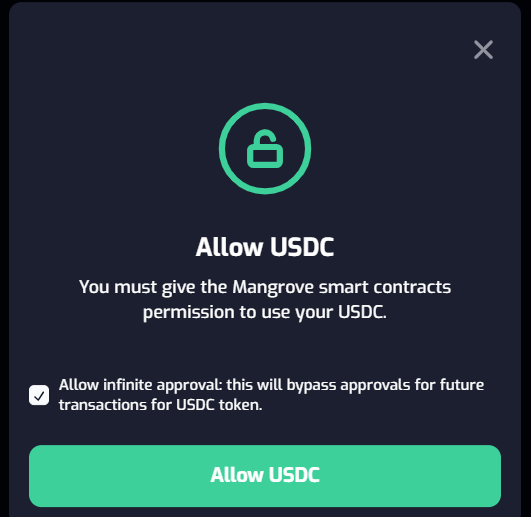 Allow USDC
You must give the Mangrove smart contracts
permission to use your USDC.
Allow infinite approval: this will bypass approvals for future
transactions for USDC token.
Allow USDC